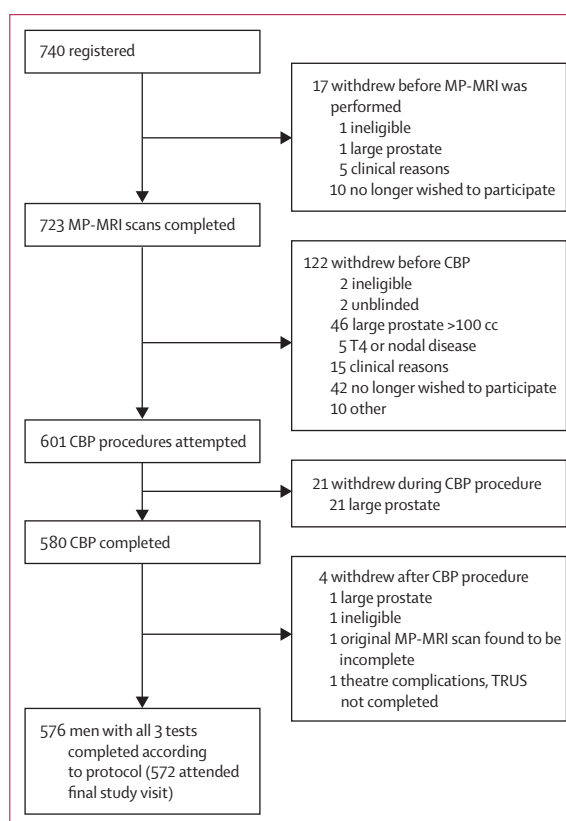 740 registered
17 withdrew before MP-MRI was
performed
1 ineligible
1 large prostate
5 clinical reasons
10 no longer wished to participate
723 MP-MRI scans completed
122 withdrew before CBP
2 ineligible
2 unblinded
46 large prostate >100 cc
5 T4 or nodal disease
15 clinical reasons
42 no longer wished to participate
10 other
601 CBP procedures attempted
21 withdrew during CBP procedure
21 large prostate
580 CBP completed
4 withdrew after CBP procedure
1 large prostate
1 ineligible
1 original MP-MRI scan found to be
incomplete
1 theatre complications, TRUS
not completed
576 men with all 3 tests
completed according
to protocol (572 attended
final study visit)